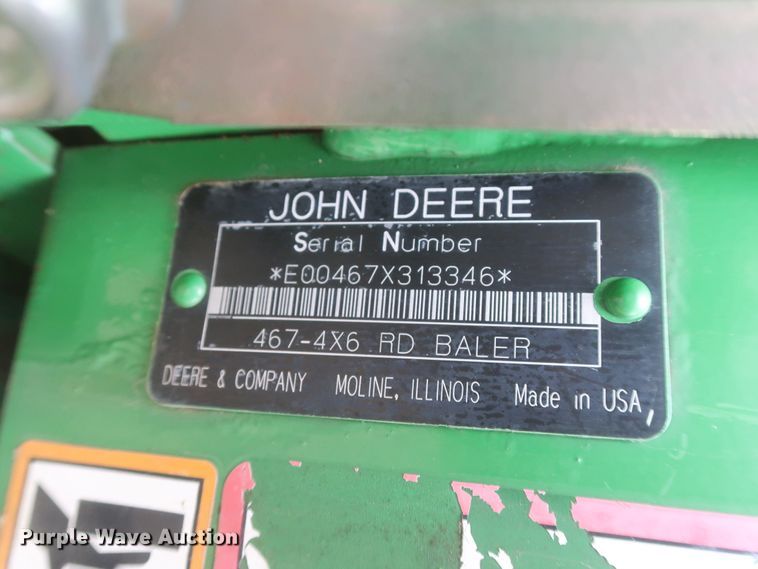 JOHN DEERE
Serial Number
*E00467X313346*
467-4X6 RD BALER
DEERE & COMPANY MOLINE, ILLINOIS Made in USA
Purple Wave Auction